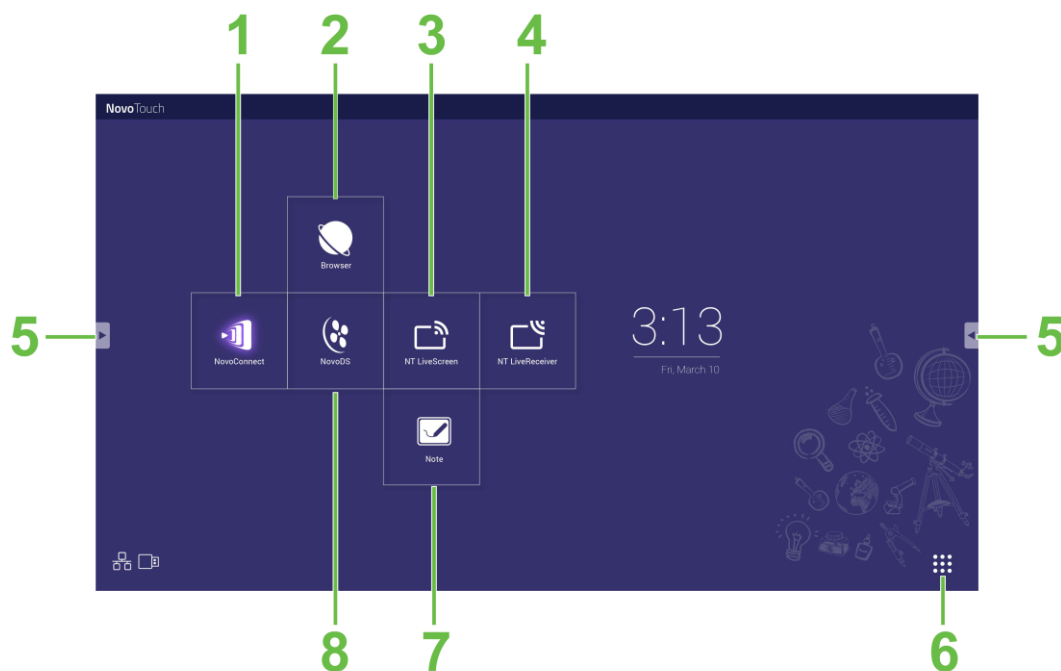 1 2 3 4
NovoTouch
Browser
5 5
NovoConnect NovoDS NT LiveScreen NT LiveReceiver
3:13
Fri, March 10
Note
8 7 6